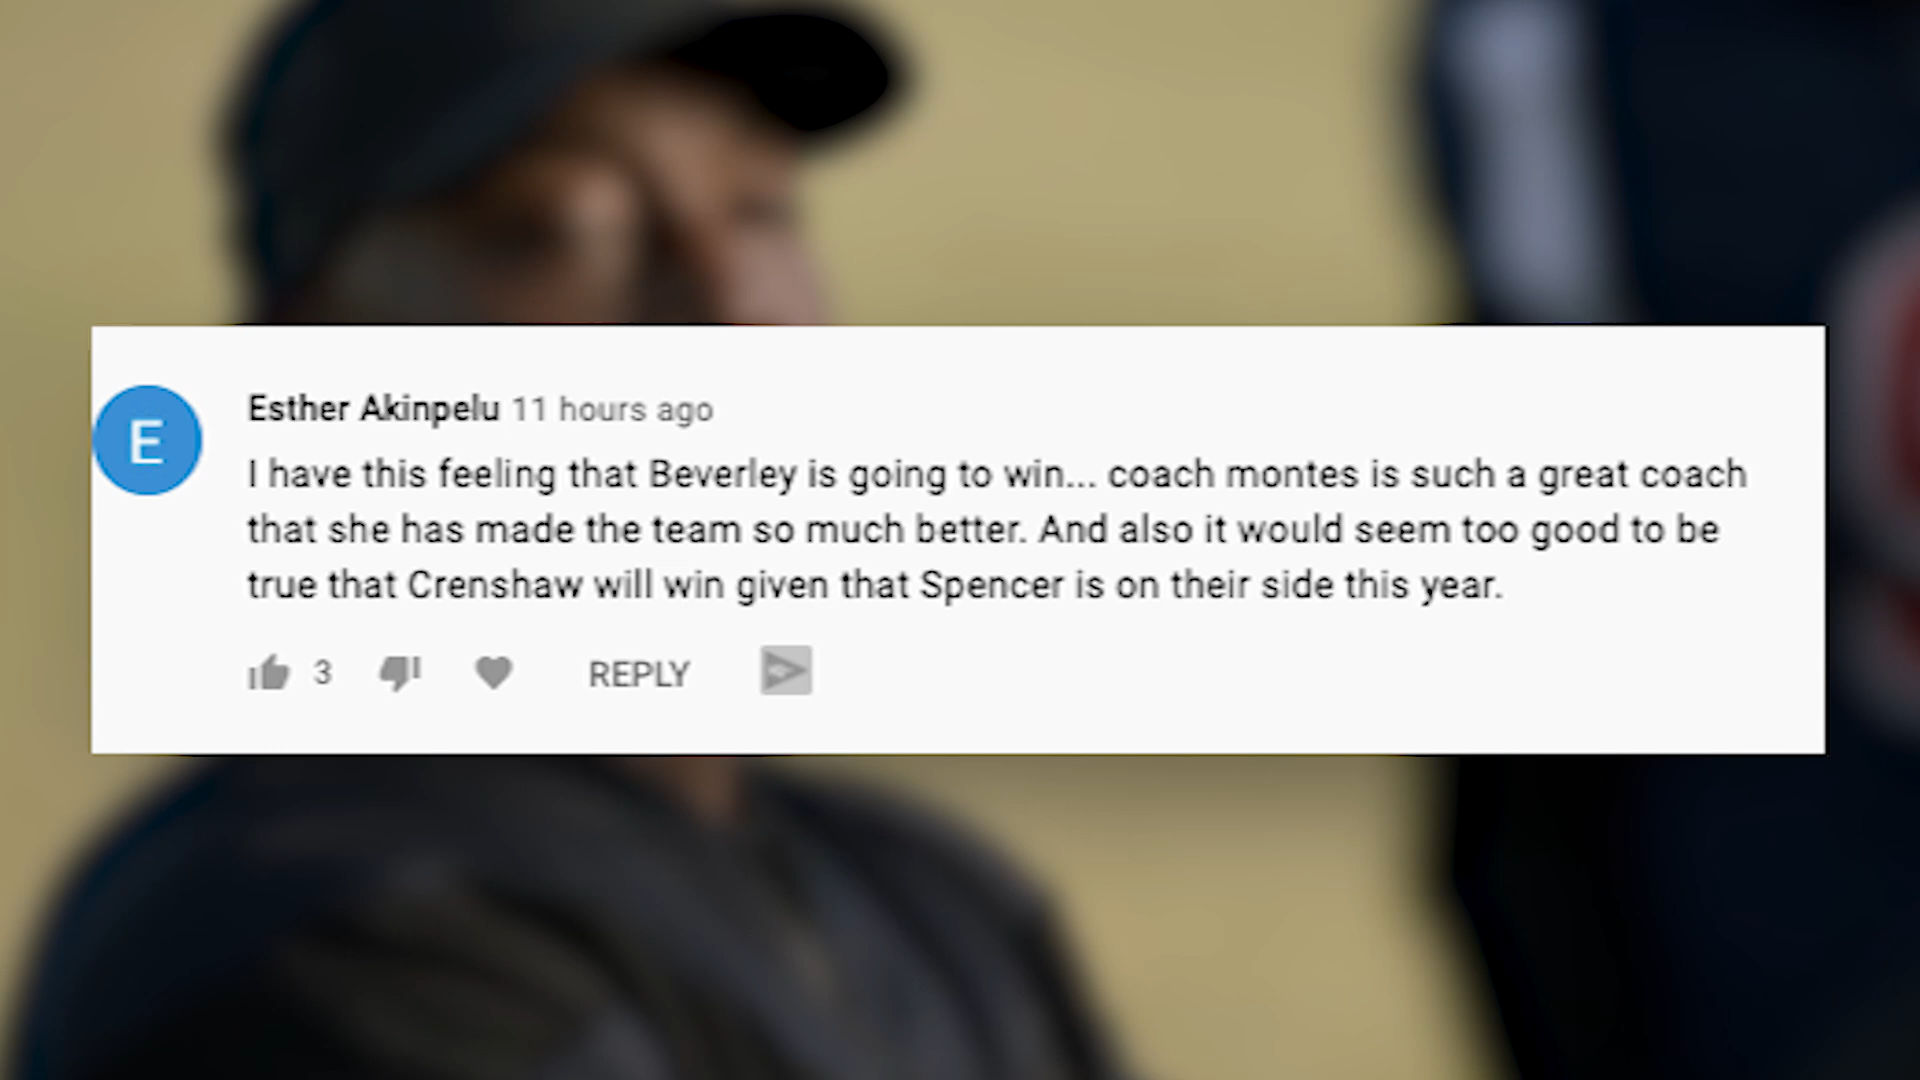 E
Esther Akinpelu 11 hours ago
I have this feeling that Beverley is going to win... coach montes is such a great coach
that she has made the team so much better. And also it would seem too good to be
true that Crenshaw will win given that Spencer is on their side this year.
3 REPLY